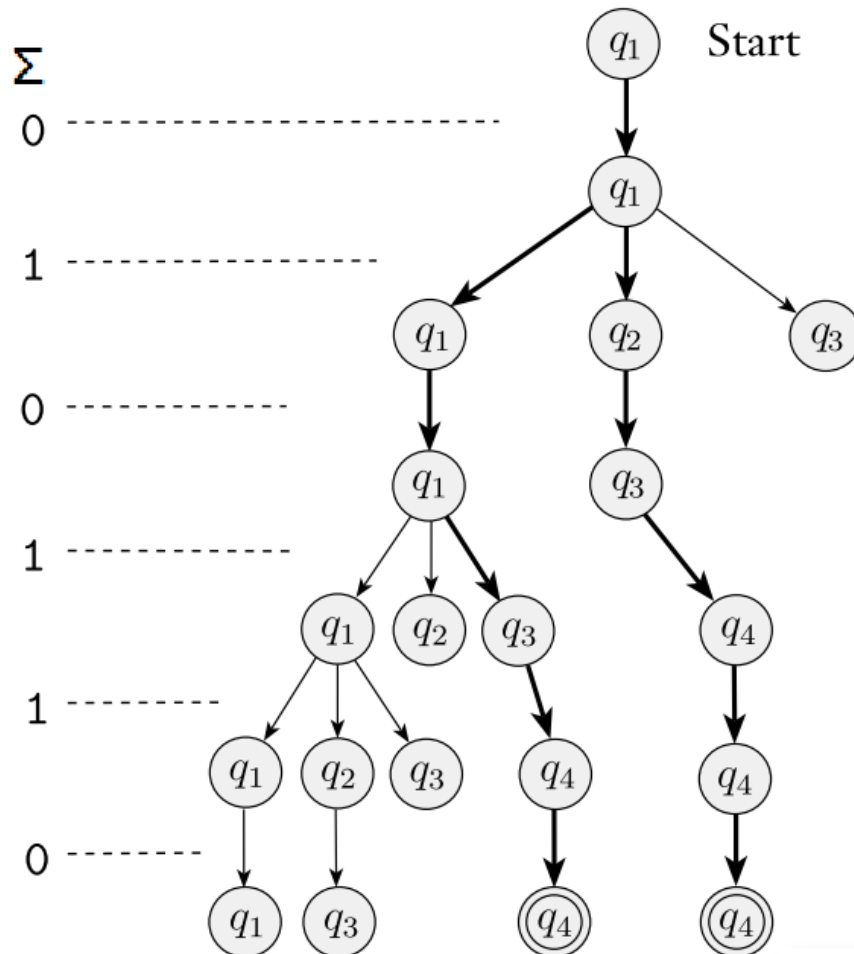 q₁ Start
Σ
0
q₁
1
q₁ q₂ q₃
0
q₁ q₃
1
q₁ q₂ q₃ q₄
1
q₁ q₂ q₃ q₄ q₄
0
q₁ q₃ q₄ q₄